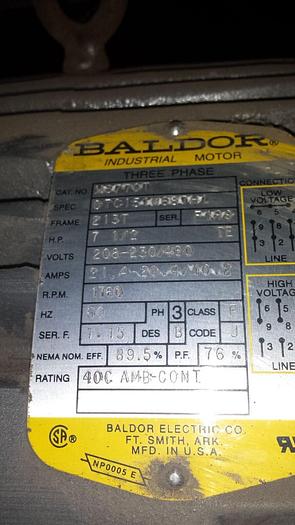 BALDOR®
INDUSTRIAL MOTOR
THREE PHASE
CAT. NO. M3770T
SPEC.
FRAME 213T SER.
H.P. 7 1/2 TE
VOLTS 208-230/460
AMPS
R.P.M. 1760
HZ 60 PH 3 CLASS F
SER. F. 1.15 DES B CODE J
NEMA NOM. EFF. 89.5% P.F. 76%
RATING 40C AMB-CONT
BALDOR ELECTRIC CO.
FT. SMITH, ARK.
MFD. IN U.S.A.
NP0005 E
CONNECTION
LOW
VOLTAGE
LINE
HIGH
VOLTAGE
LINE